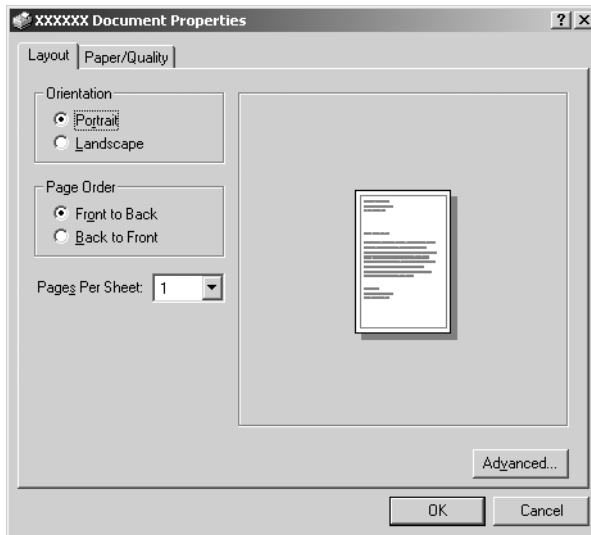 XXXXXX Document Properties
Layout
Paper/Quality
Orientation
Portrait
Landscape
Page Order
Front to Back
Back to Front
Pages Per Sheet: 1
Advanced...
OK
Cancel